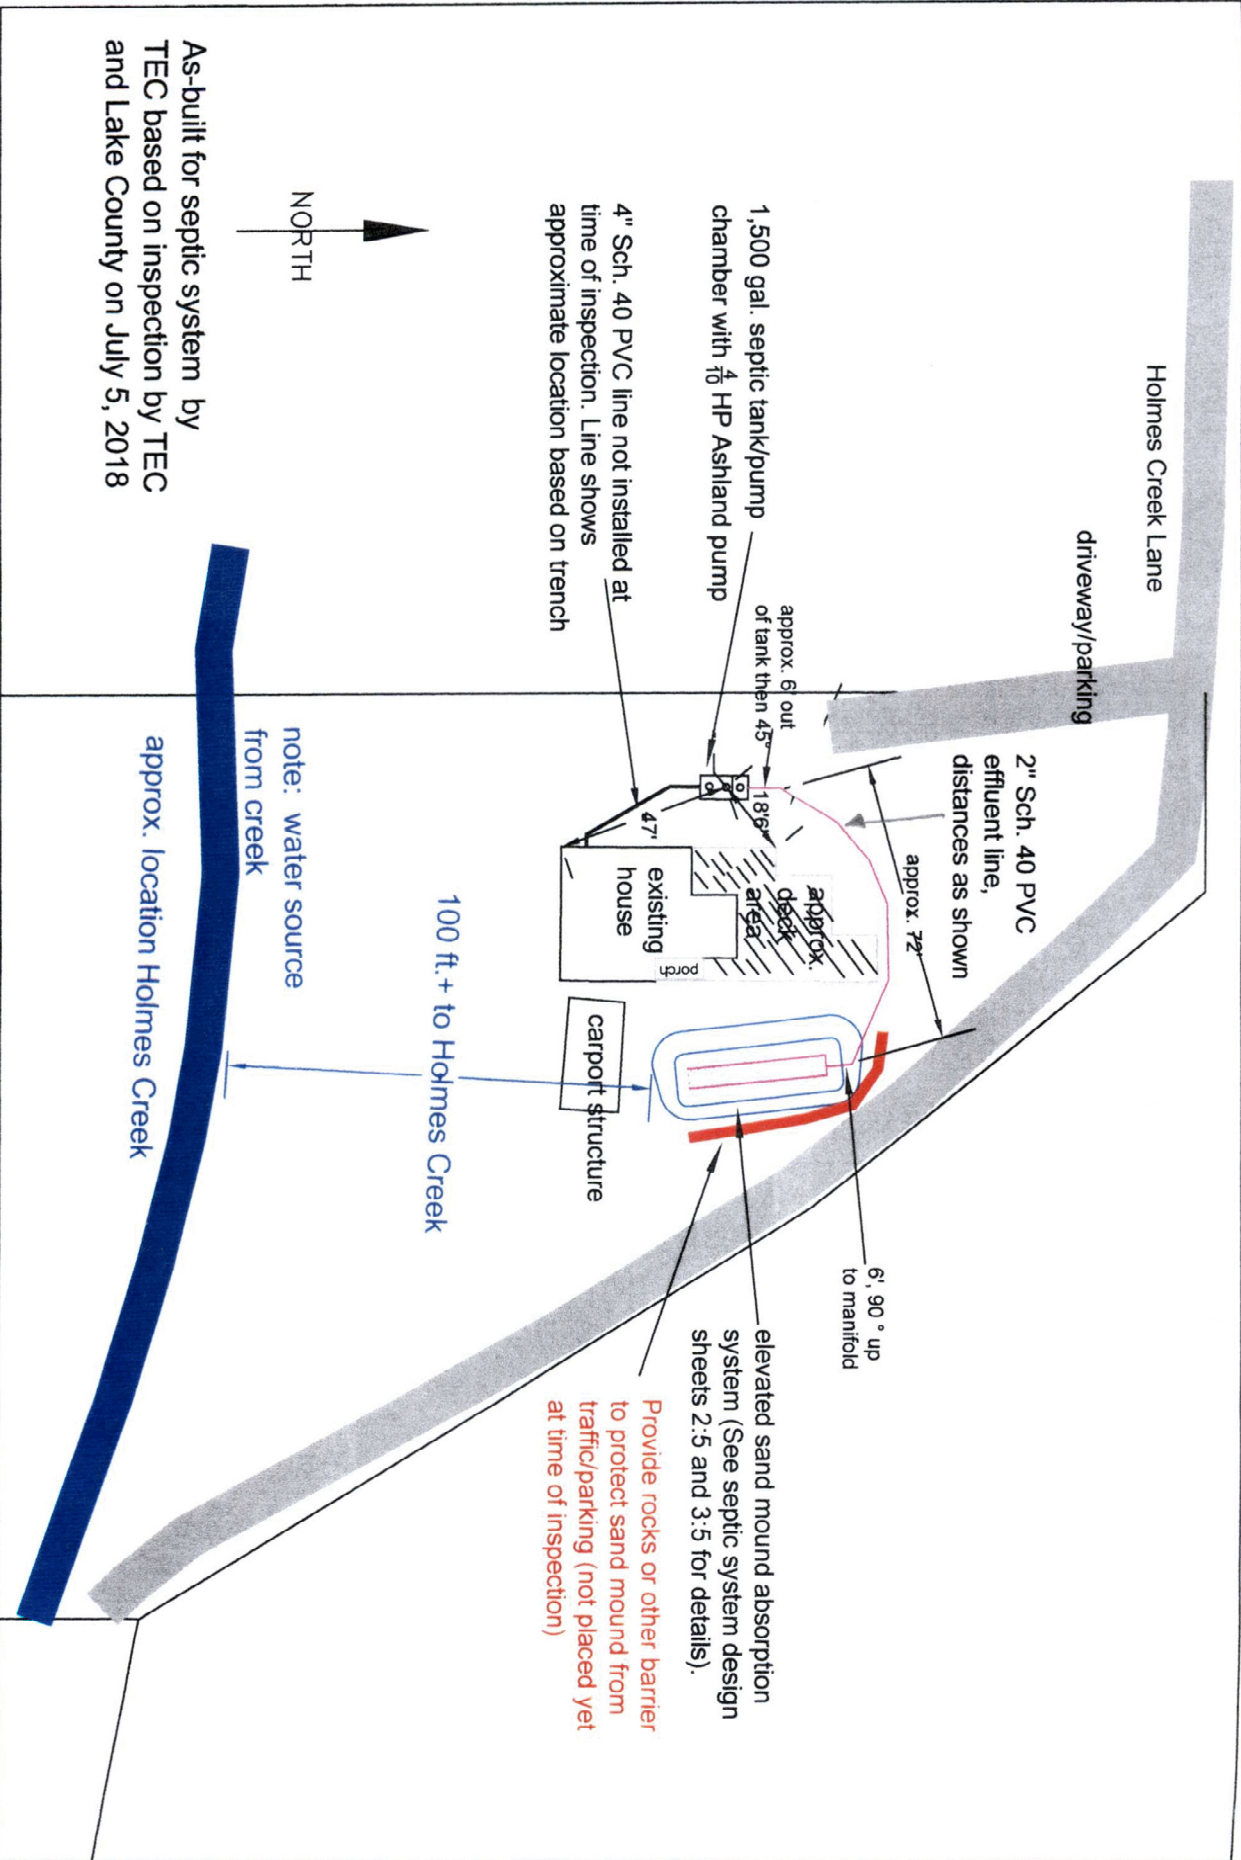 Holmes Creek Lane
driveway/parking
2" Sch. 40 PVC
effluent line,
distances as shown
approx. 72'
6', 90 ° up
to manifold
approx. 6' out
of tank then 45°
1,500 gal. septic tank/pump
chamber with 4/10 HP Ashland pump
18'6"
47'
approx.
deck
area
existing
house
porch
elevated sand mound absorption
system (See septic system design
sheets 2:5 and 3:5 for details).
4" Sch. 40 PVC line not installed at
time of inspection. Line shows
approximate location based on trench
carport structure
Provide rocks or other barrier
to protect sand mound from
traffic/parking (not placed yet
at time of inspection)
100 ft.+ to Holmes Creek
NORTH
note: water source
from creek
approx. location Holmes Creek
As-built for septic system by
TEC based on inspection by TEC
and Lake County on July 5, 2018